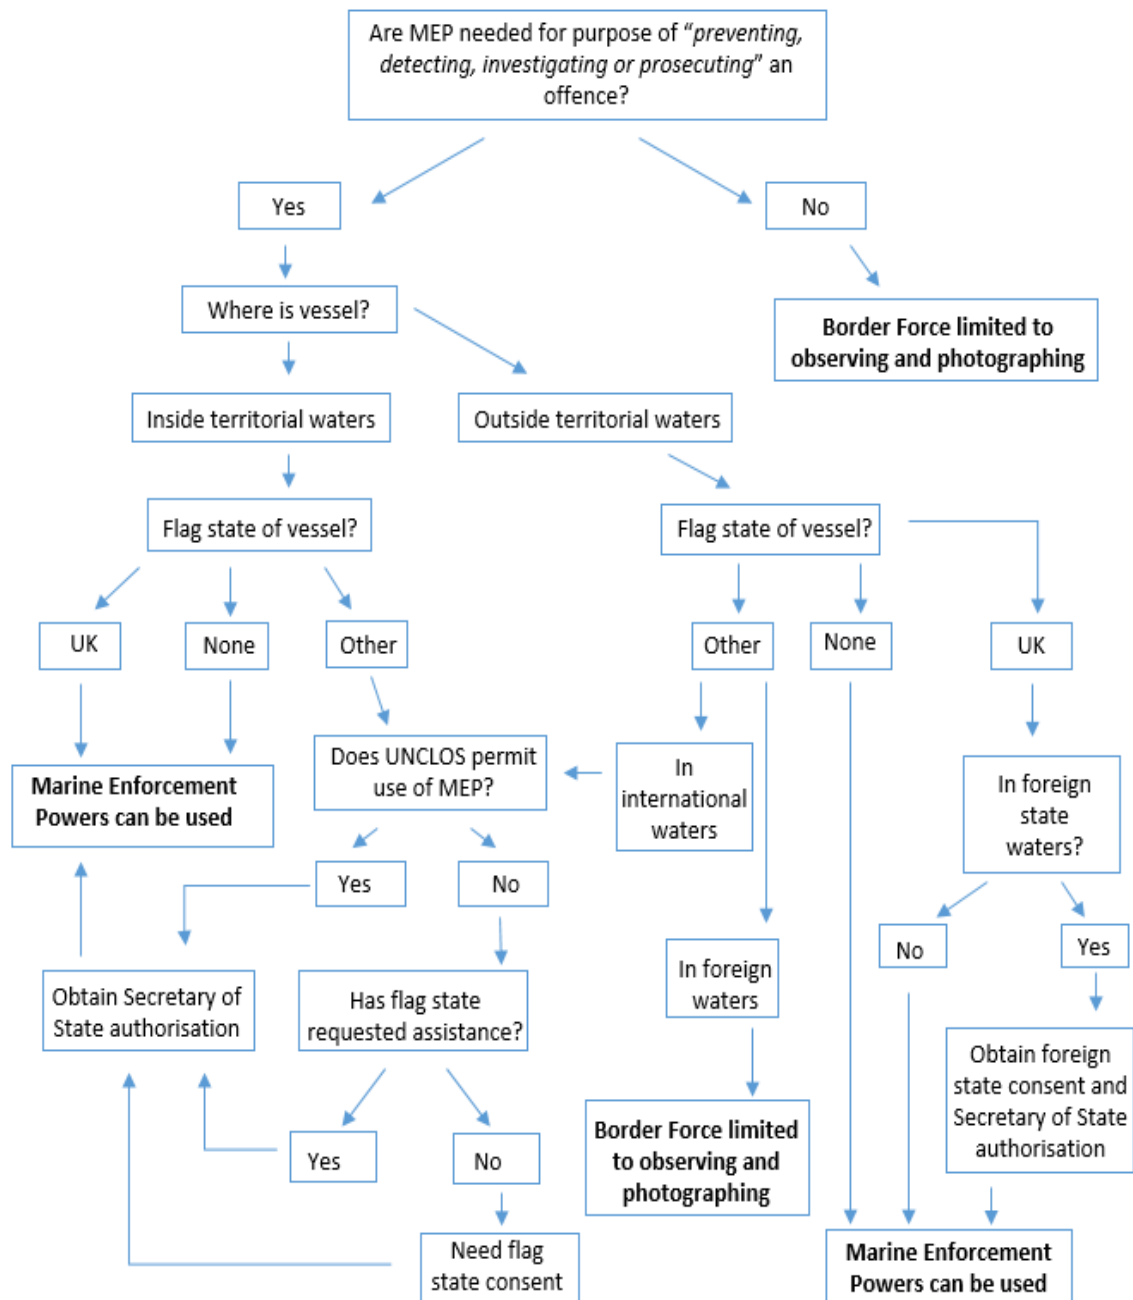 Are MEP needed for purpose of “preventing,
detecting, investigating or prosecuting” an
offence?
Yes
No
Where is vessel?
Border Force limited to
observing and photographing
Inside territorial waters
Outside territorial waters
Flag state of vessel?
Flag state of vessel?
UK
None
Other
Other
None
UK
Marine Enforcement
Powers can be used
Does UNCLOS permit
use of MEP?
In
international
waters
In foreign
state
waters?
Yes
No
No
Yes
Obtain Secretary of
State authorisation
Has flag state
requested assistance?
In foreign
waters
Obtain foreign
state consent and
Secretary of State
authorisation
Yes
No
Border Force limited
to observing and
photographing
Need flag
state consent
Marine Enforcement
Powers can be used